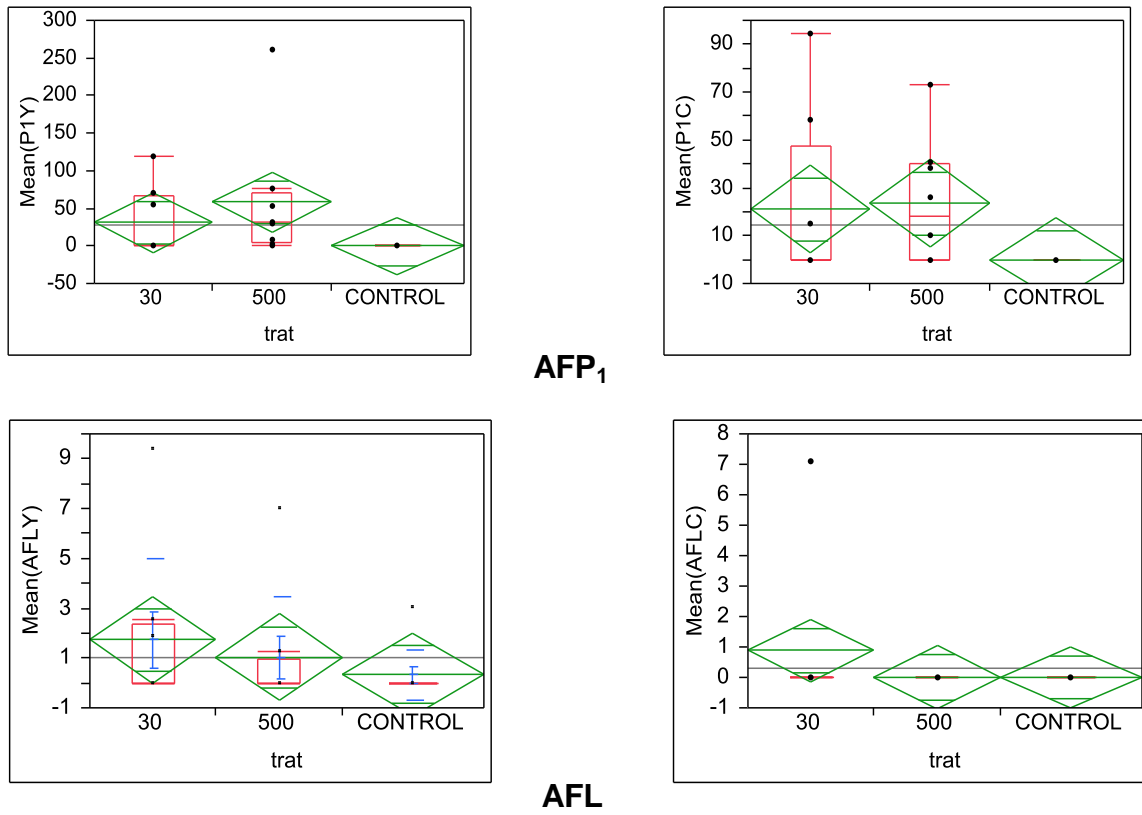 Mean(P1Y)
300
250
200
150
100
50
0
-50
30 500 CONTROL
trat
Mean(P1C)
90
70
50
30
10
-10
30 500 CONTROL
trat
AFP₁
Mean(AFLY)
9
7
5
3
1
-1
30 500 CONTROL
trat
Mean(AFLC)
8
7
6
5
4
3
2
1
0
-1
30 500 CONTROL
trat
AFL